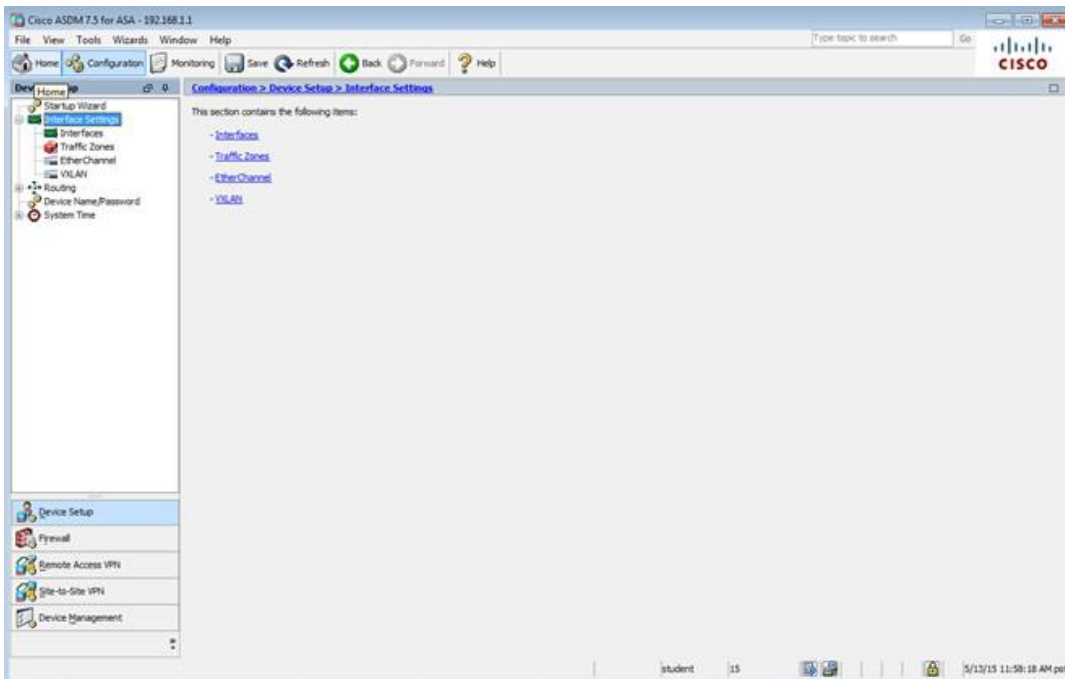 Cisco ASDM 7.5 for ASA - 192.168.1.1
File View Tools Wizards Window Help
Type topic to search Go
CISCO
Home Configuration Monitoring Save Refresh Back Forward Help
Home
Configuration > Device Setup > Interface Settings
Startup Wizard
Interface Settings
Interfaces
Traffic Zones
EtherChannel
VXLAN
Routing
Device Name/Password
System Time
This section contains the following items:
- Interfaces
- Traffic Zones
- EtherChannel
- VXLAN
Device Setup
Firewall
Remote Access VPN
Site-to-Site VPN
Device Management
student 15 5/13/15 11:58:18 AM